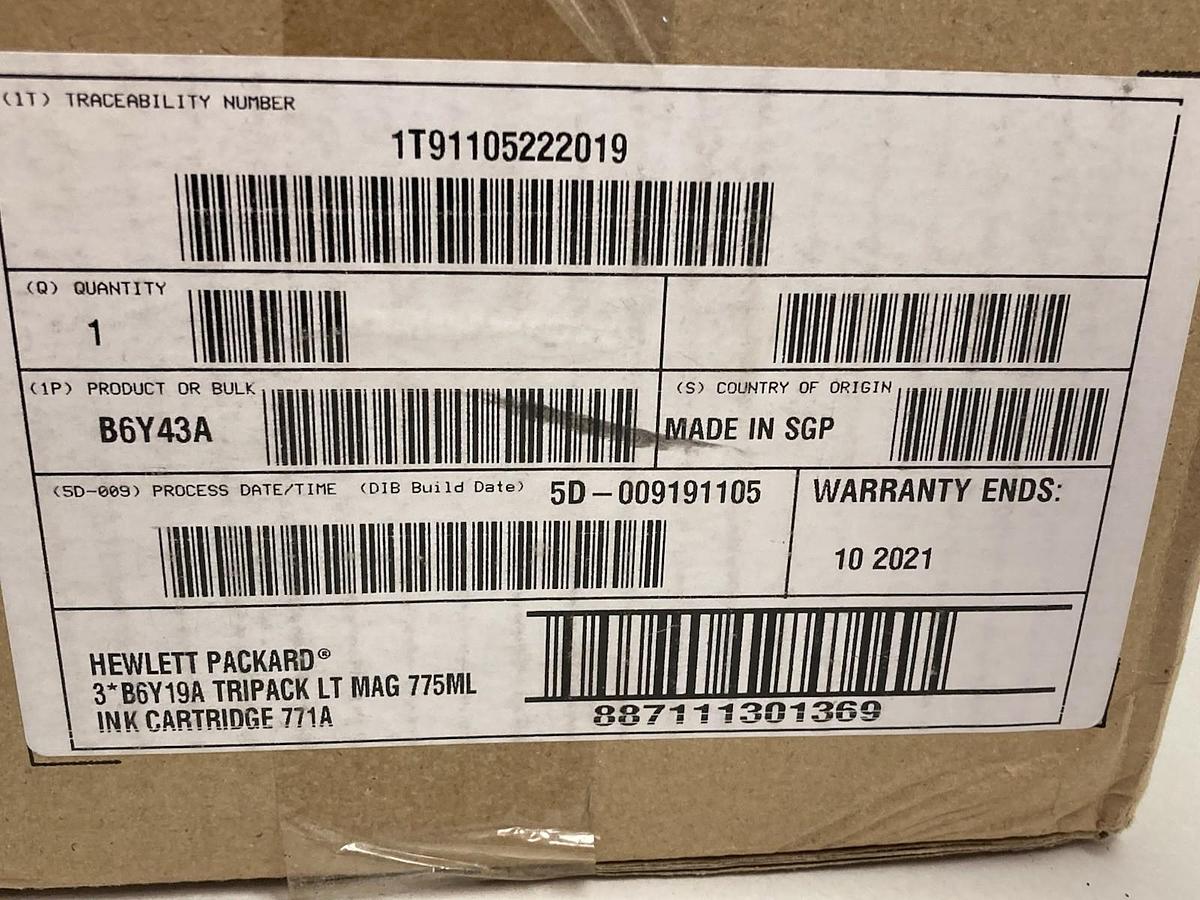 (1T) TRACEABILITY NUMBER
1T91105222019
(Q) QUANTITY
1
(1P) PRODUCT OR BULK
B6Y43A
(S) COUNTRY OF ORIGIN
MADE IN SGP
(5D-009) PROCESS DATE/TIME (DIB Build Date) 5D-009191105
WARRANTY ENDS:
10 2021
HEWLETT PACKARD®
3*B6Y19A TRIPACK LT MAG 775ML
INK CARTRIDGE 771A
887111301369